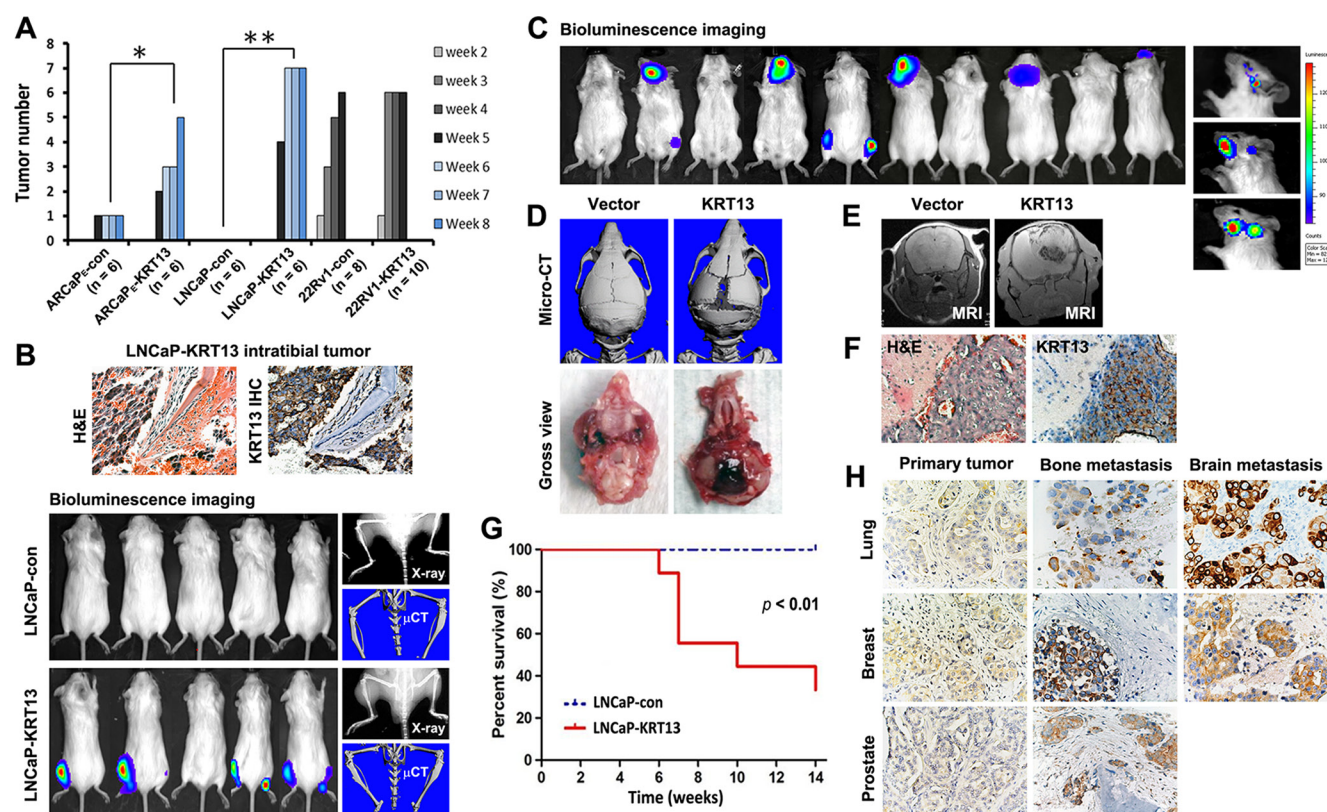 A
Tumor number
8
7
6
5
4
3
2
1
0
*
**
week 2
week 3
week 4
Week 5
Week 6
Week 7
Week 8
ARCaPE-con
(n = 6)
ARCaPE-KRT13
(n = 6)
LNCaP-con
(n = 6)
LNCaP-KRT13
(n = 6)
22Rv1-con
(n = 8)
22RV1-KRT13
(n = 10)
B
LNCaP-KRT13 intratibial tumor
H&E
KRT13 IHC
Bioluminescence imaging
LNCaP-con
X-ray
µCT
LNCaP-KRT13
X-ray
µCT
C Bioluminescence imaging
120
100
80
Counts
D
Vector KRT13
Micro-CT
Gross view
E
Vector KRT13
MRI MRI
F
H&E KRT13
G
Percent survival (%)
100
80
60
40
20
0
p < 0.01
LNCaP-con
LNCaP-KRT13
0 2 4 6 8 10 12 14
Time (weeks)
H
Primary tumor Bone metastasis Brain metastasis
Lung
Breast
Prostate